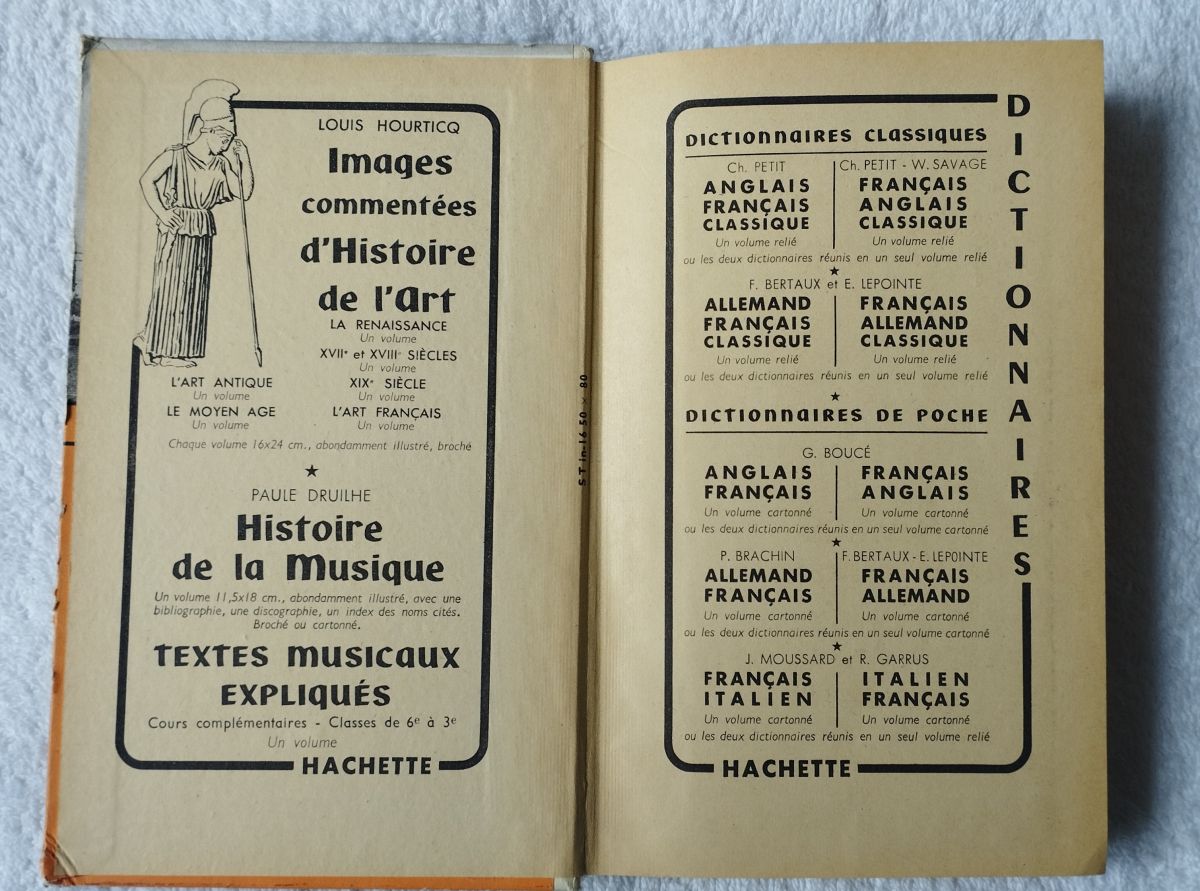 LOUIS HOURTICQ
Images
commentées
d'Histoire
de l'Art
LA RENAISSANCE
Un volume
XVIIe et XVIIIe SIÈCLES
Un volume
L'ART ANTIQUE
Un volume
LE MOYEN AGE
Un volume
XIXe SIÈCLE
Un volume
L'ART FRANÇAIS
Un volume
Chaque volume 16x24 cm., abondamment illustré, broché
★
PAULE DRUILHE
Histoire
de la Musique
Un volume 11,5x18 cm., abondamment illustré, avec une
bibliographie, une discographie, un index des noms cités.
Broché ou cartonné.
TEXTES MUSICAUX
EXPLIQUÉS
Cours complémentaires - Classes de 6e à 3e
Un volume
HACHETTE
S T In-16 50 × 80
DICTIONNAIRES
DICTIONNAIRES CLASSIQUES
Ch. PETIT
ANGLAIS
FRANÇAIS
CLASSIQUE
Un volume relié
Ch. PETIT - W. SAVAGE
FRANÇAIS
ANGLAIS
CLASSIQUE
Un volume relié
ou les deux dictionnaires réunis en un seul volume relié
★
F. BERTAUX et E. LEPOINTE
ALLEMAND
FRANÇAIS
CLASSIQUE
Un volume relié
FRANÇAIS
ALLEMAND
CLASSIQUE
Un volume relié
ou les deux dictionnaires réunis en un seul volume relié
★
DICTIONNAIRES DE POCHE
G. BOUCÉ
ANGLAIS
FRANÇAIS
Un volume cartonné
FRANÇAIS
ANGLAIS
Un volume cartonné
ou les deux dictionnaires réunis en un seul volume cartonné
★
P. BRACHIN
ALLEMAND
FRANÇAIS
Un volume cartonné
F. BERTAUX - E. LEPOINTE
FRANÇAIS
ALLEMAND
Un volume cartonné
ou les deux dictionnaires réunis en un seul volume cartonné
★
J. MOUSSARD et R. GARRUS
FRANÇAIS
ITALIEN
Un volume cartonné
ITALIEN
FRANÇAIS
Un volume cartonné
ou les deux dictionnaires réunis en un seul volume relié
HACHETTE